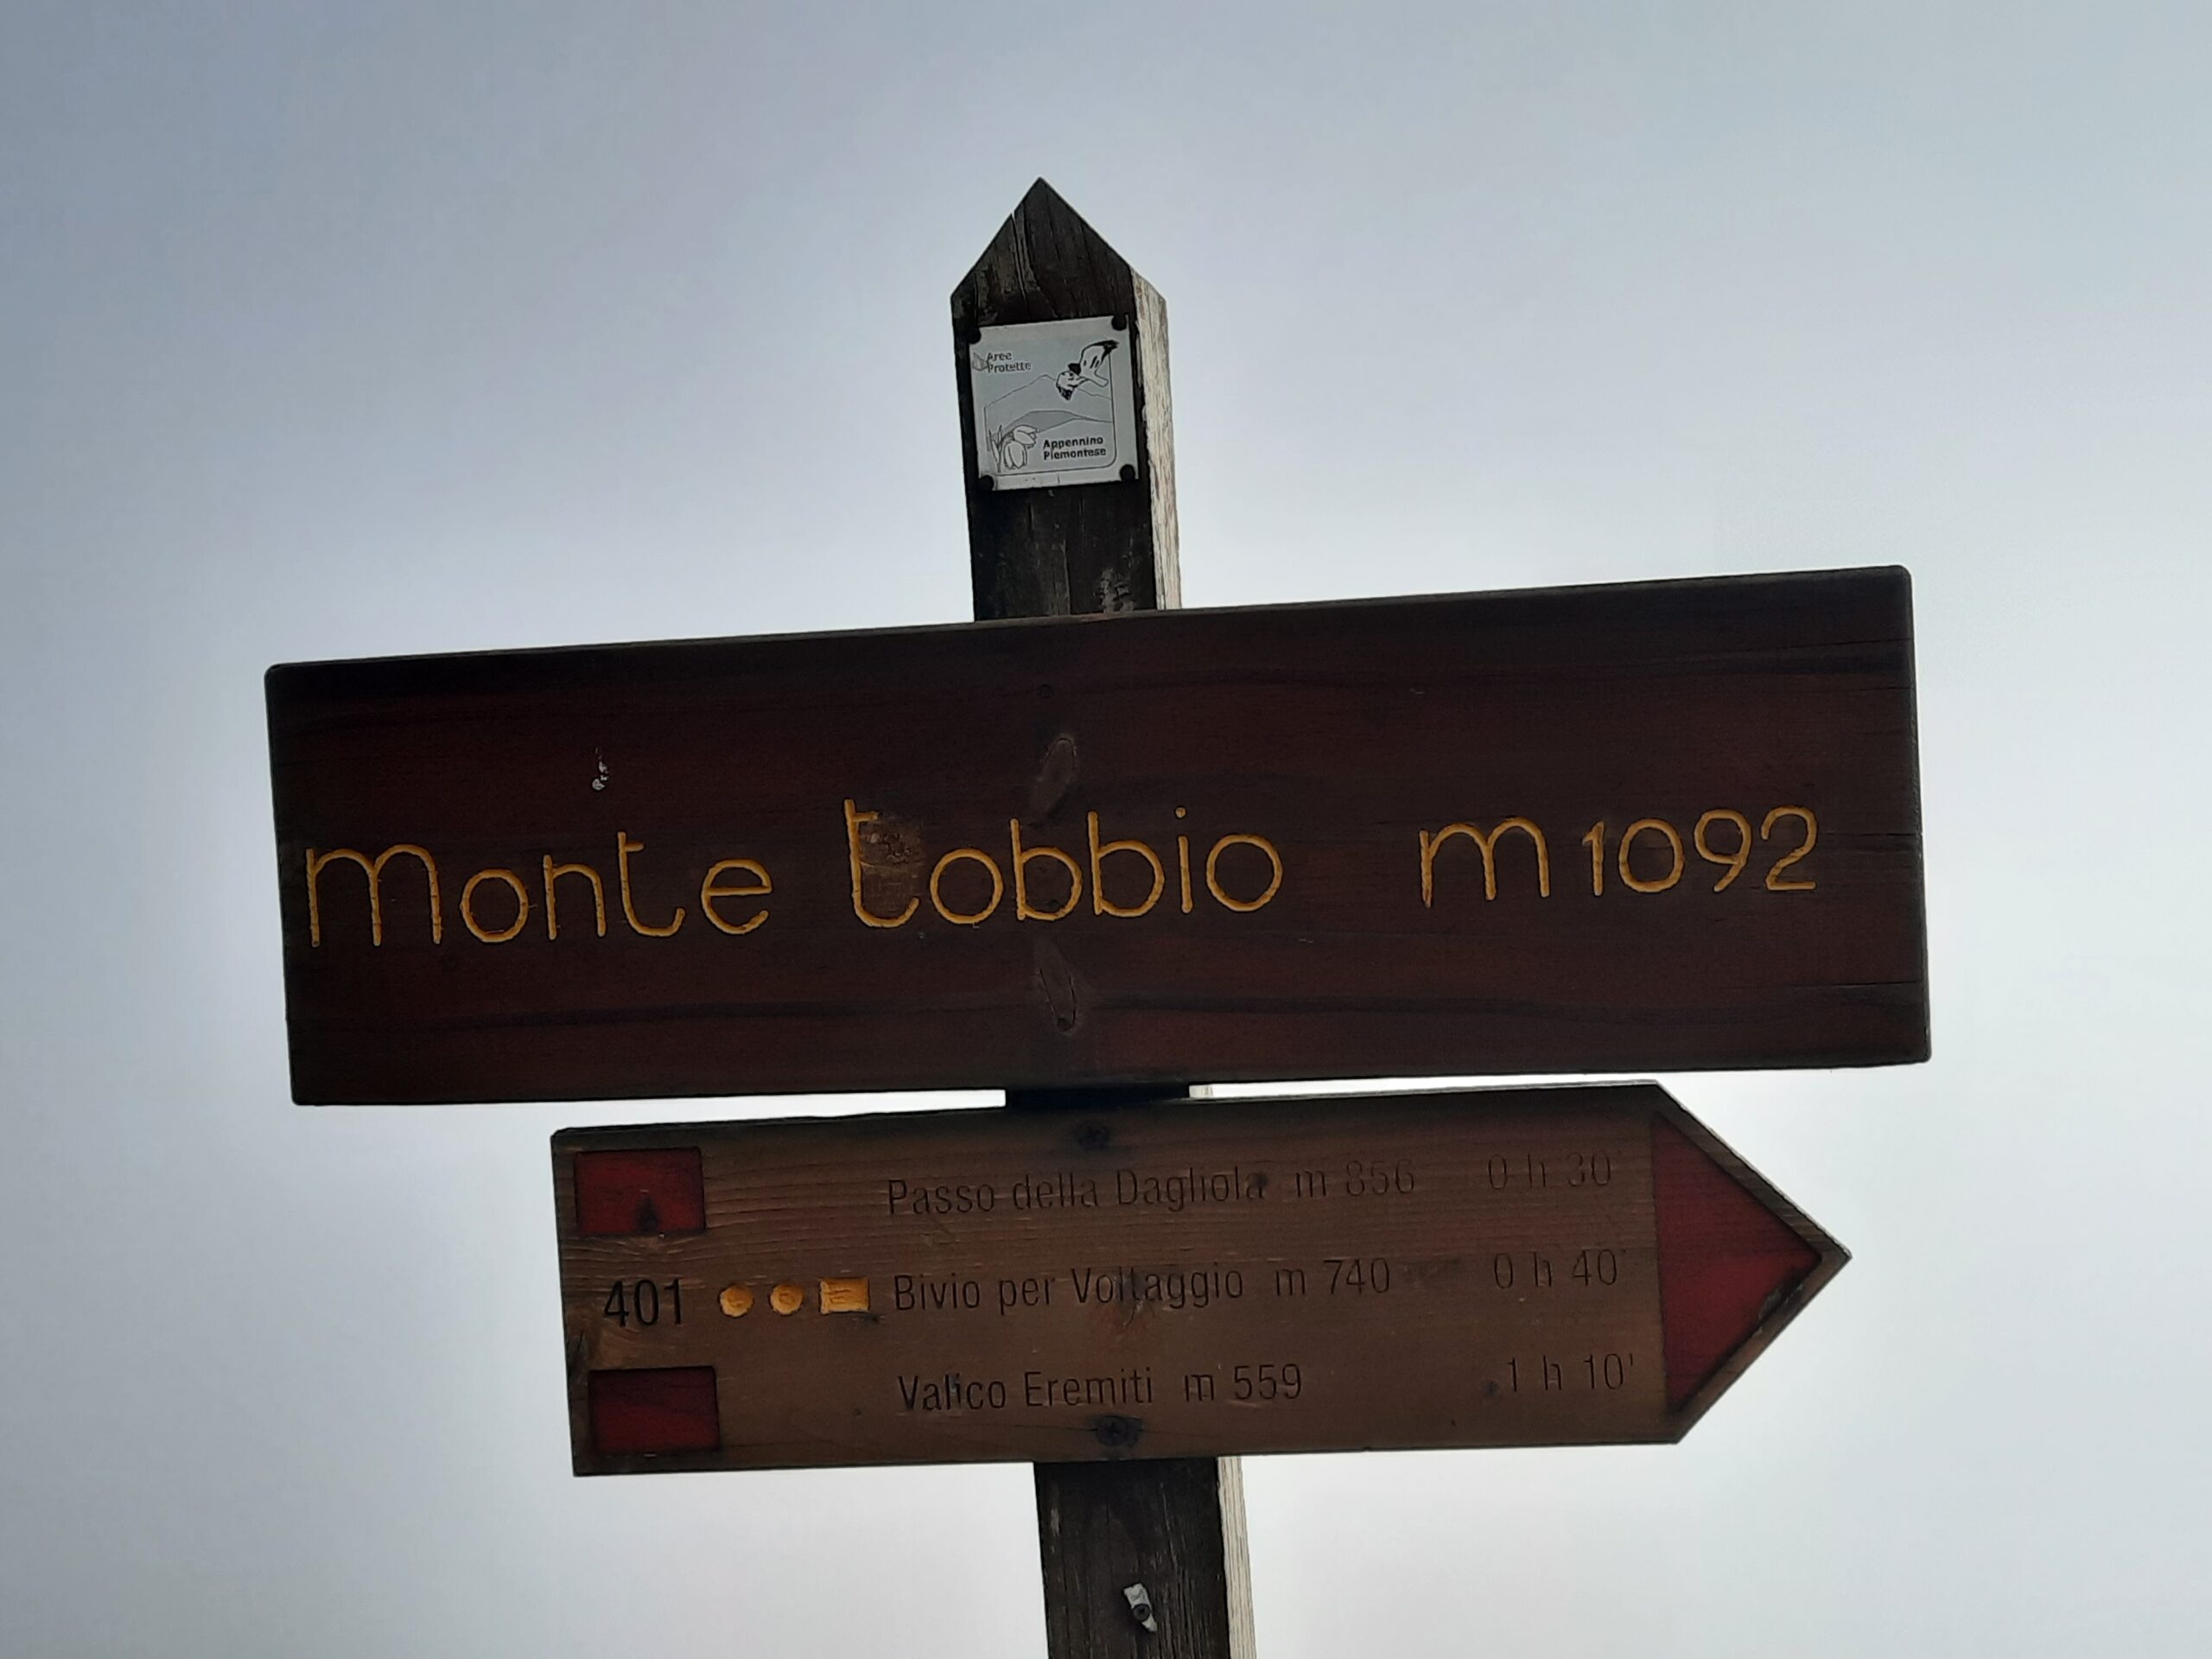 Aree
Protette
Appennino
Piemontese
monte tobbio m 1092
Passo della Dagliola m 856 0 h 30'
401 Bivio per Voltaggio m 740 0 h 40'
Valico Eremiti m 559 1 h 10'